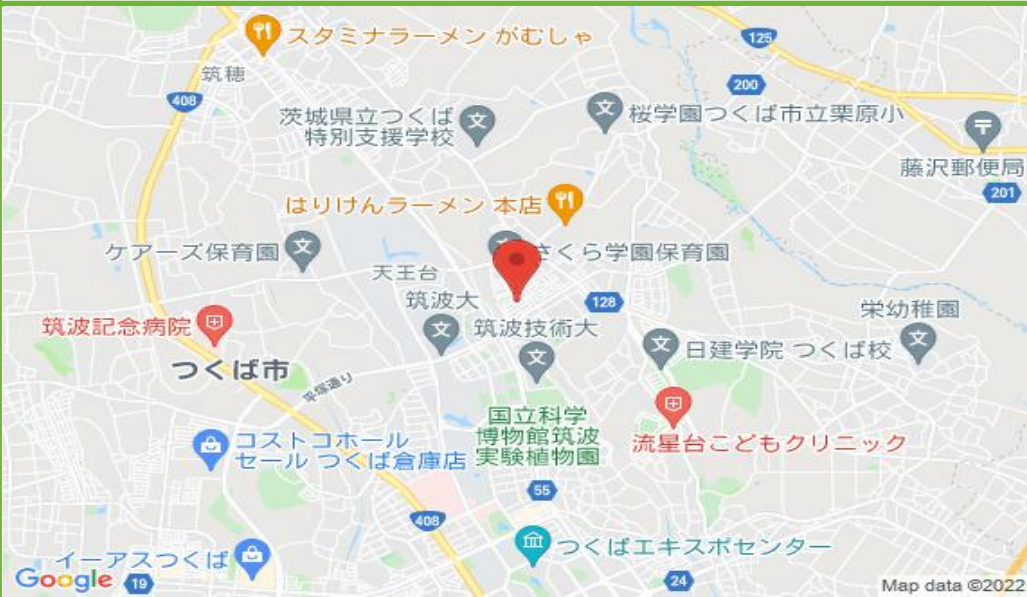 スタミナラーメン がむしゃ
125
筑穂
200
408
茨城県立つくば
特別支援学校
桜学園つくば市立栗原小
藤沢郵便局
201
はりけんラーメン 本店
ケアーズ保育園
さくら学園保育園
天王台
筑波大
128
栄幼稚園
筑波記念病院
筑波技術大
日建学院 つくば校
つくば市
平塚通り
国立科学
博物館筑波
実験植物園
流星台こどもクリニック
コストコホール
セール つくば倉庫店
55
408
つくばエキスポセンター
イーアスつくば
Google
19
24
Map data ©2022